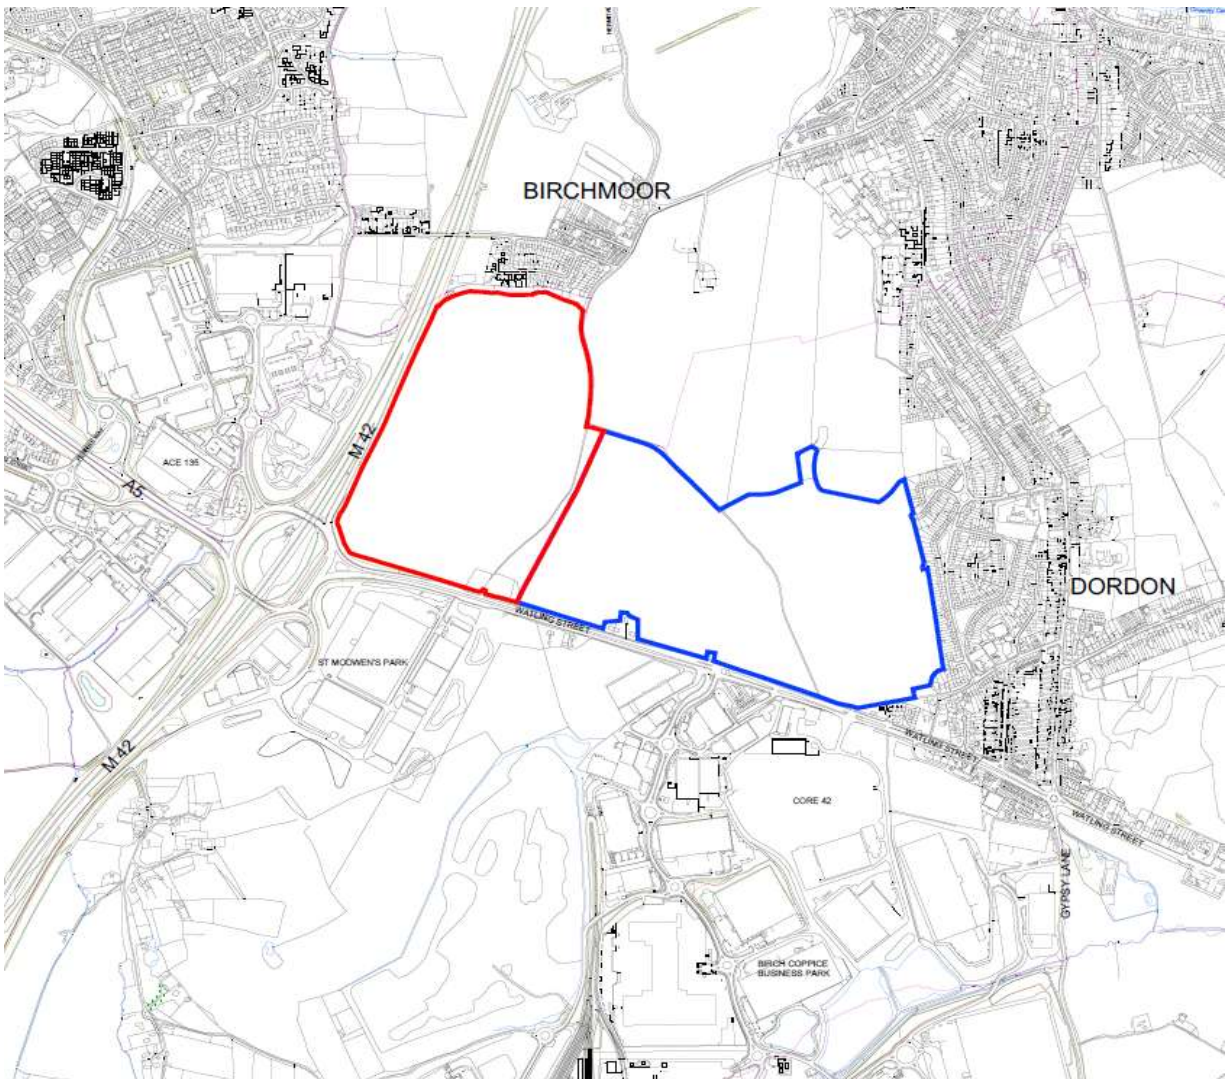 BIRCHMOOR
M 42
ACE 135
A5
DORDON
WATLING STREET
ST MODWEN'S PARK
M 42
WATLING STREET
CORE 42
WATLING STREET
GYPSY LANE
BIRCH COPPICE
BUSINESS PARK